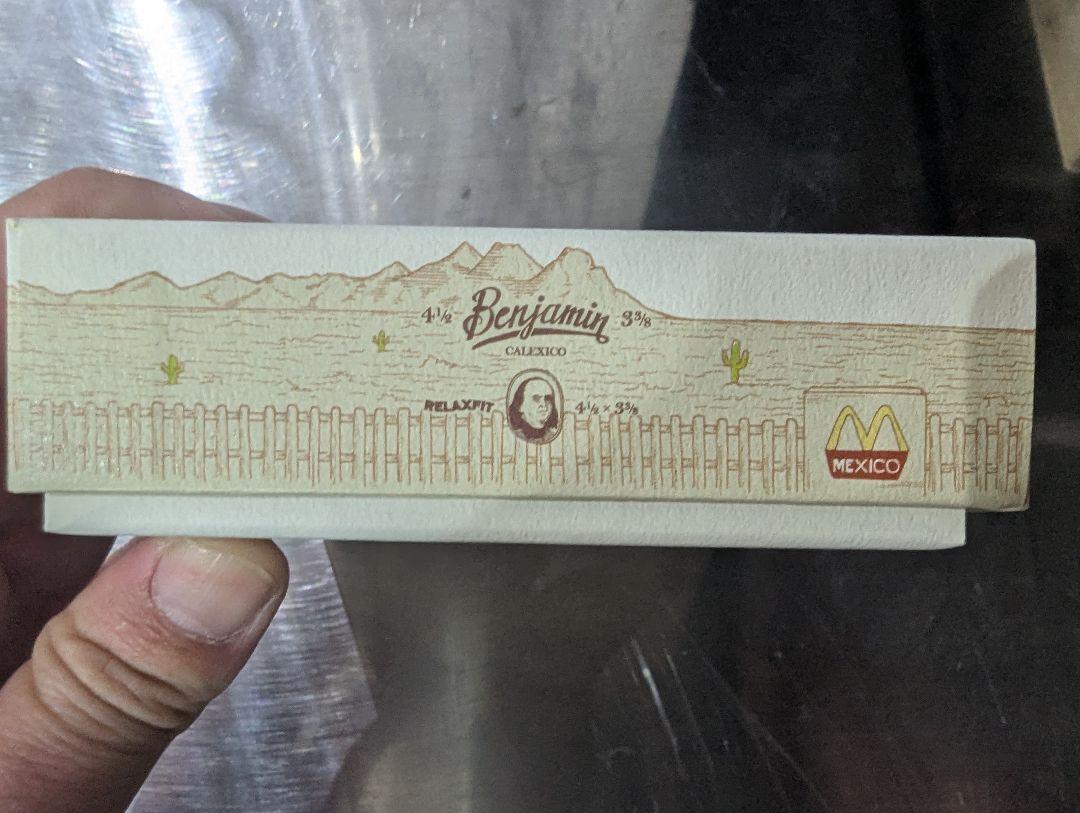 4½ Benjamin 3⅜
CALEXICO
RELAXFIT 4½ × 3⅜
MEXICO